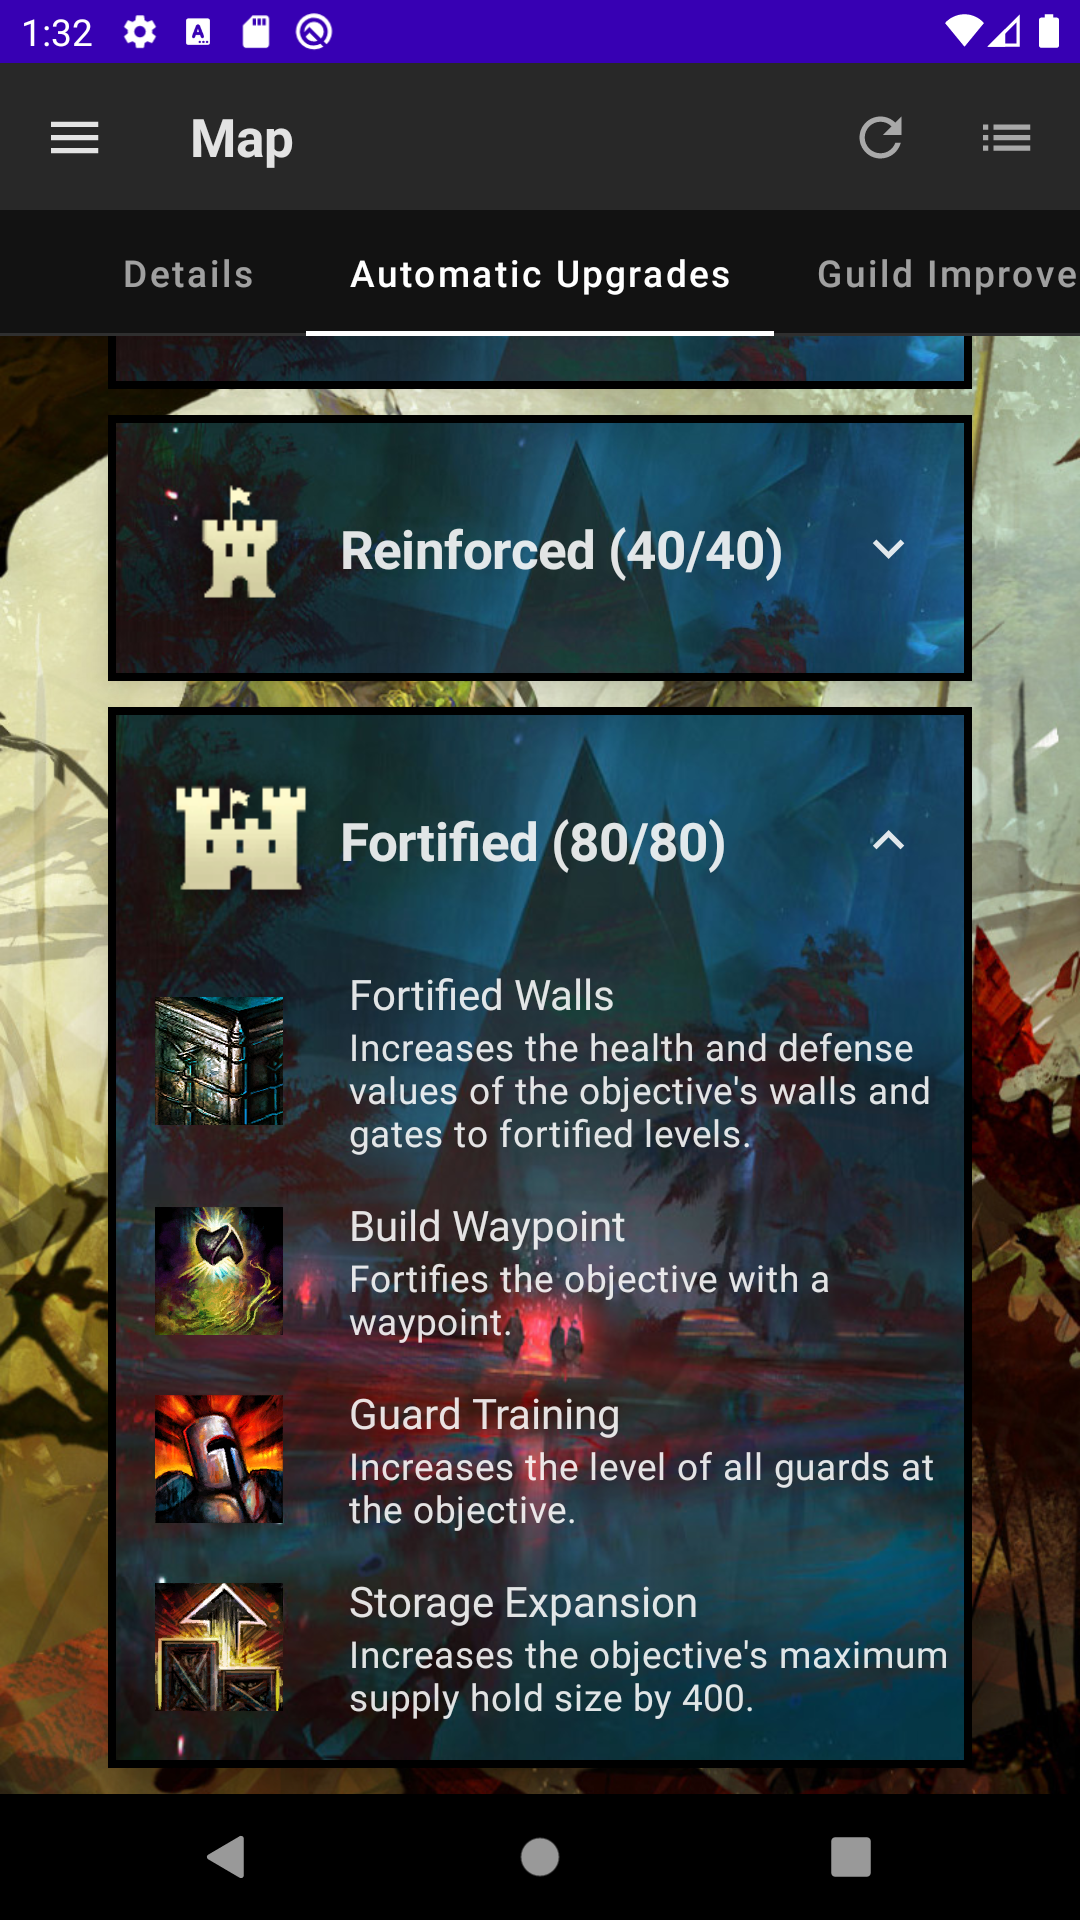 1:32
Map
Details
Automatic Upgrades
Guild Improve
Reinforced (40/40)
Fortified (80/80)
Fortified Walls
Increases the health and defense
values of the objective's walls and
gates to fortified levels.
Build Waypoint
Fortifies the objective with a
waypoint.
Guard Training
Increases the level of all guards at
the objective.
Storage Expansion
Increases the objective's maximum
supply hold size by 400.